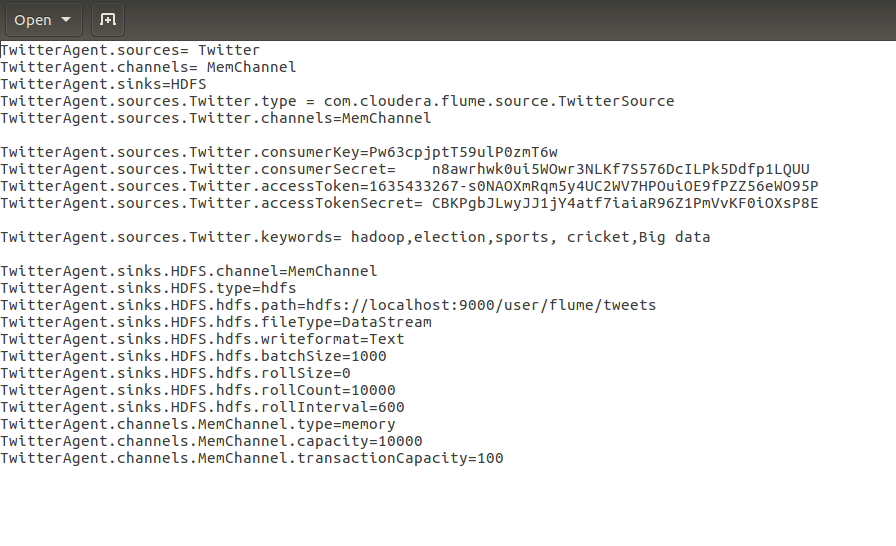 Open
TwitterAgent.sources= Twitter
TwitterAgent.channels= MemChannel
TwitterAgent.sinks=HDFS
TwitterAgent.sources.Twitter.type = com.cloudera.flume.source.TwitterSource
TwitterAgent.sources.Twitter.channels=MemChannel
TwitterAgent.sources.Twitter.consumerKey=Pw63cpjptT59ulP0zmT6w
TwitterAgent.sources.Twitter.consumerSecret=    n8awrhwk0ui5WOwr3NLKf7S576DcILPk5Ddfp1LQUU
TwitterAgent.sources.Twitter.accessToken=1635433267-s0NAOXmRqm5y4UC2WV7HPOuiOE9fPZZ56eWO95P
TwitterAgent.sources.Twitter.accessTokenSecret= CBKPgbJLwyJJ1jY4atf7iaiaR96Z1PmVvKF0iOXsP8E
TwitterAgent.sources.Twitter.keywords= hadoop,election,sports, cricket,Big data
TwitterAgent.sinks.HDFS.channel=MemChannel
TwitterAgent.sinks.HDFS.type=hdfs
TwitterAgent.sinks.HDFS.hdfs.path=hdfs://localhost:9000/user/flume/tweets
TwitterAgent.sinks.HDFS.hdfs.fileType=DataStream
TwitterAgent.sinks.HDFS.hdfs.writeformat=Text
TwitterAgent.sinks.HDFS.hdfs.batchSize=1000
TwitterAgent.sinks.HDFS.hdfs.rollSize=0
TwitterAgent.sinks.HDFS.hdfs.rollCount=10000
TwitterAgent.sinks.HDFS.hdfs.rollInterval=600
TwitterAgent.channels.MemChannel.type=memory
TwitterAgent.channels.MemChannel.capacity=10000
TwitterAgent.channels.MemChannel.transactionCapacity=100